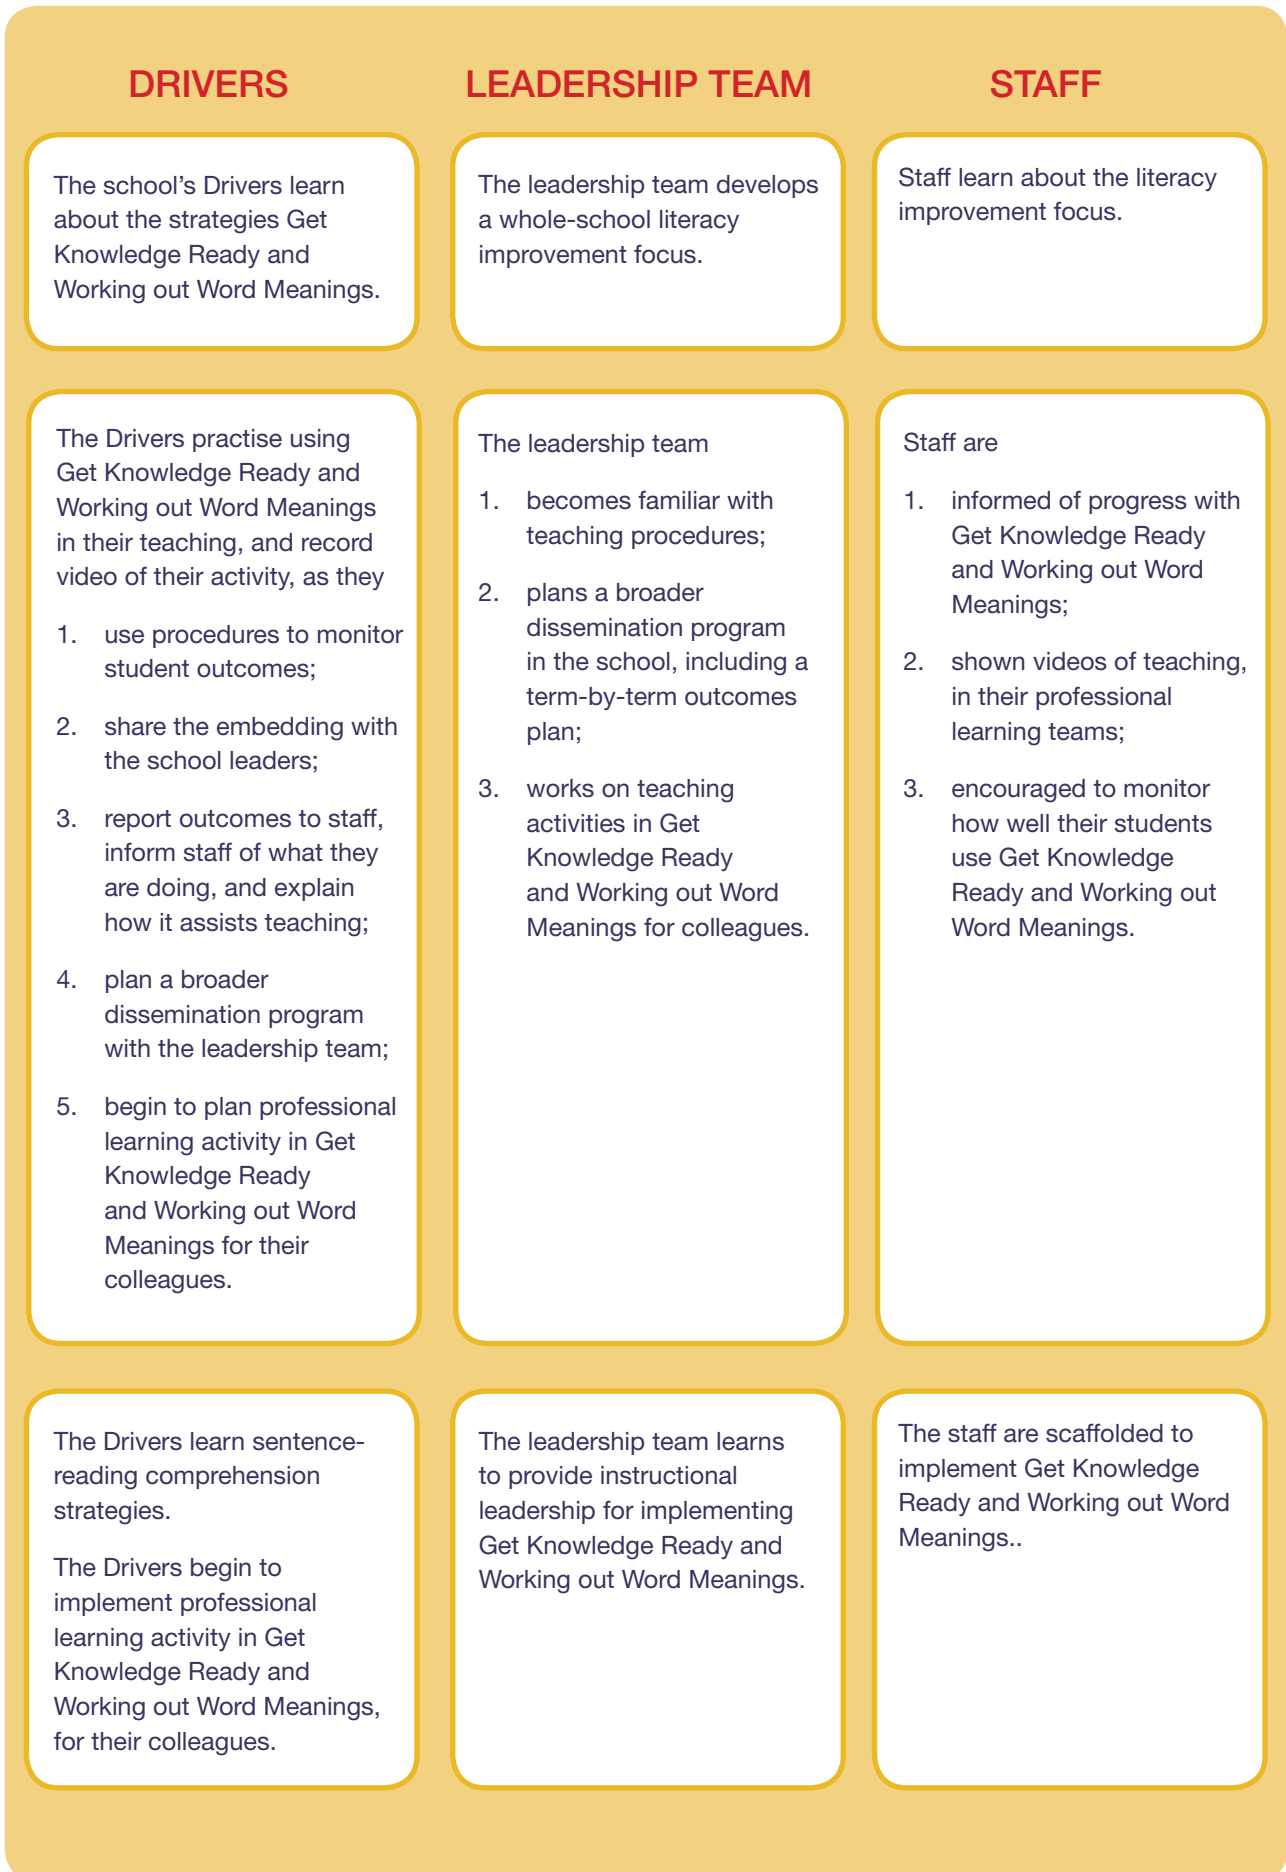 DRIVERS
LEADERSHIP TEAM
STAFF
The school’s Drivers learn
about the strategies Get
Knowledge Ready and
Working out Word Meanings.
The leadership team develops
a whole-school literacy
improvement focus.
Staff learn about the literacy
improvement focus.
The Drivers practise using
Get Knowledge Ready and
Working out Word Meanings
in their teaching, and record
video of their activity, as they
1. use procedures to monitor
student outcomes;
2. share the embedding with
the school leaders;
3. report outcomes to staff,
inform staff of what they
are doing, and explain
how it assists teaching;
4. plan a broader
dissemination program
with the leadership team;
5. begin to plan professional
learning activity in Get
Knowledge Ready
and Working out Word
Meanings for their
colleagues.
The leadership team
1. becomes familiar with
teaching procedures;
2. plans a broader
dissemination program
in the school, including a
term-by-term outcomes
plan;
3. works on teaching
activities in Get
Knowledge Ready
and Working out Word
Meanings for colleagues.
Staff are
1. informed of progress with
Get Knowledge Ready
and Working out Word
Meanings;
2. shown videos of teaching,
in their professional
learning teams;
3. encouraged to monitor
how well their students
use Get Knowledge
Ready and Working out
Word Meanings.
The Drivers learn sentence-
reading comprehension
strategies.
The Drivers begin to
implement professional
learning activity in Get
Knowledge Ready and
Working out Word Meanings,
for their colleagues.
The leadership team learns
to provide instructional
leadership for implementing
Get Knowledge Ready and
Working out Word Meanings.
The staff are scaffolded to
implement Get Knowledge
Ready and Working out Word
Meanings..